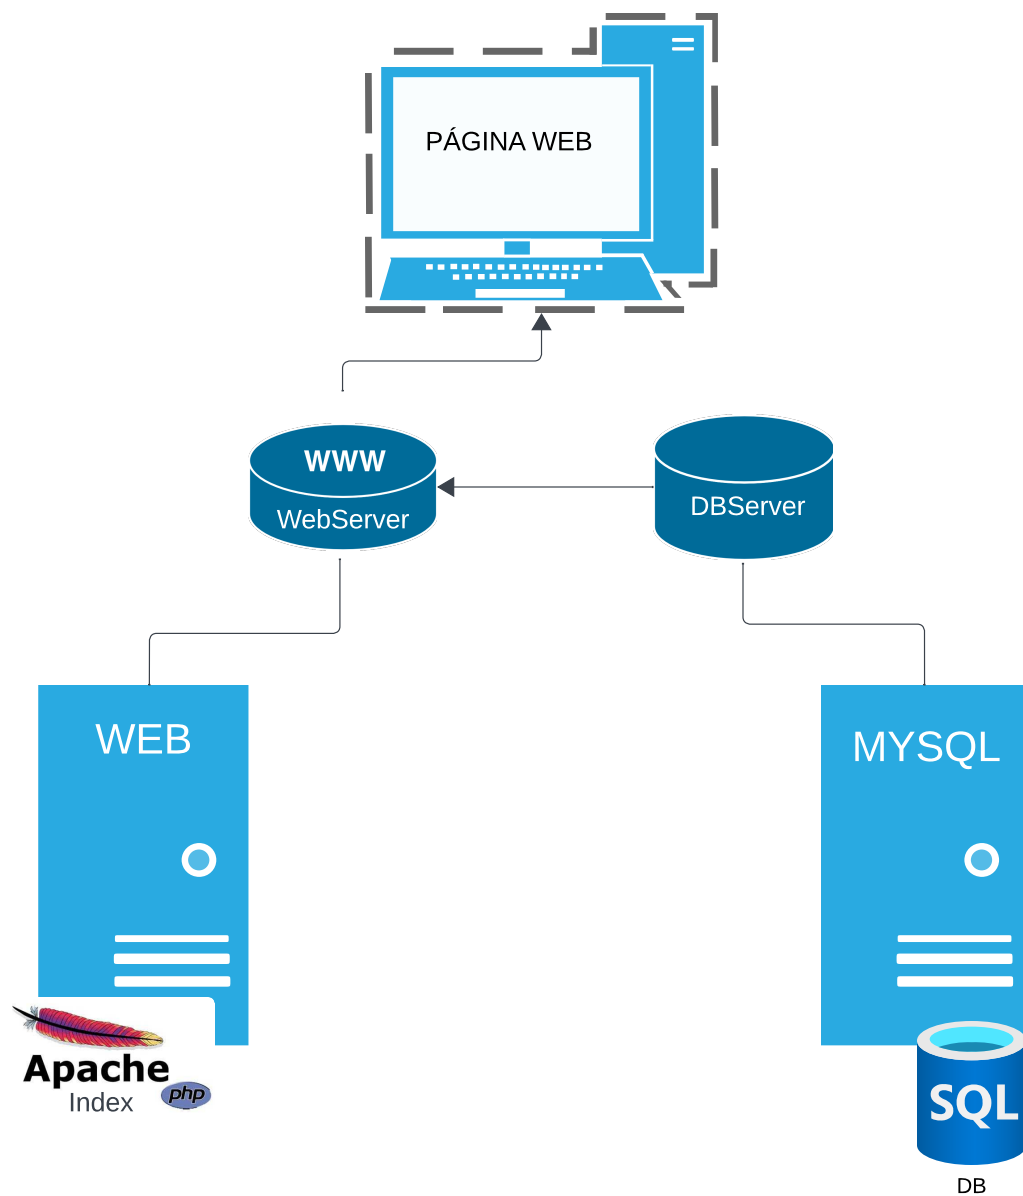 PÁGINA WEB
WWW
WebServer
DBServer
WEB
MYSQL
Apache
php
Index
SQL
DB